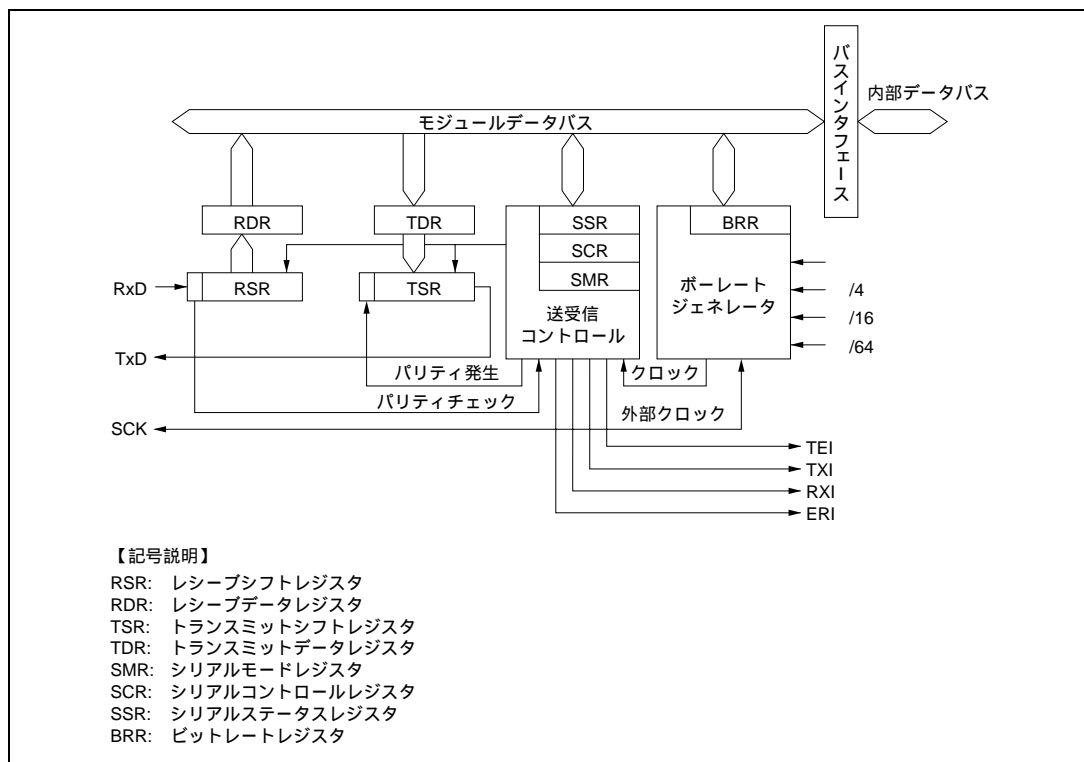 バスインタフェース
内部データバス
モジュールデータバス
RDR
TDR
SSR
BRR
SCR
RxD
RSR
TSR
SMR
ボーレート
ジェネレータ
/4
/16
/64
送受信
コントロール
TxD
パリティ発生
クロック
パリティチェック
外部クロック
SCK
TEI
TXI
RXI
ERI
【記号説明】
RSR: レシーブシフトレジスタ
RDR: レシーブデータレジスタ
TSR: トランスミットシフトレジスタ
TDR: トランスミットデータレジスタ
SMR: シリアルモードレジスタ
SCR: シリアルコントロールレジスタ
SSR: シリアルステータスレジスタ
BRR: ビットレートレジスタ